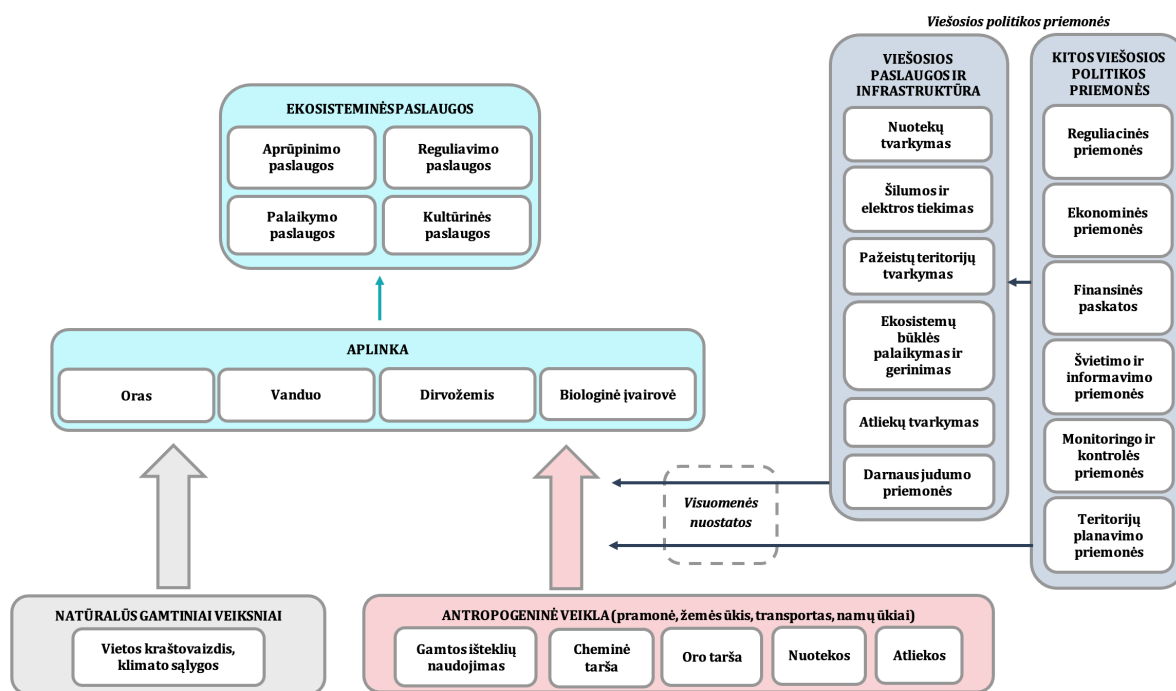 Viešosios politikos priemonės
VIEŠOSIOS
PASLAUGOS IR
INFRASTRUKTŪRA
Nuotekų
tvarkymas
Šilumos ir
elektros tiekimas
Pažeistų teritorijų
tvarkymas
Ekosistemų
būklės
palaikymas ir
gerinimas
Atliekų tvarkymas
Darnaus judumo
priemonės
KITOS VIEŠOSIOS
POLITIKOS
PRIEMONĖS
Reguliacinės
priemonės
Ekonominės
priemonės
Finansinės
paskatos
Švietimo ir
informavimo
priemonės
Monitoringo ir
kontrolės
priemonės
Teritorijų
planavimo
priemonės
EKOSISTEMINĖS PASLAUGOS
Aprūpinimo
paslaugos
Reguliavimo
paslaugos
Palaikymo
paslaugos
Kultūrinės
paslaugos
APLINKA
Oras
Vanduo
Dirvožemis
Biologinė įvairovė
Visuomenės
nuostatos
NATŪRALŪS GAMTINIAI VEIKSNIAI
Vietos kraštovaizdis,
klimato sąlygos
ANTROPOGENINĖ VEIKLA (pramonė, žemės ūkis, transportas, namų ūkiai)
Gamtos išteklių
naudojimas
Cheminė
tarša
Oro tarša
Nuotekos
Atliekos